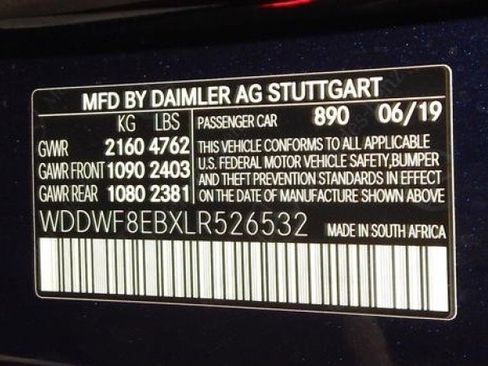 MFD BY DAIMLER AG STUTTGART
KG LBS PASSENGER CAR 890 06/19
GVWR 2160 4762 THIS VEHICLE CONFORMS TO ALL APPLICABLE
GAWR FRONT 1090 2403 U.S. FEDERAL MOTOR VEHICLE SAFETY,BUMPER
GAWR REAR 1080 2381 AND THEFT PREVENTION STANDARDS IN EFFECT
ON THE DATE OF MANUFACTURE SHOWN ABOVE
WDDWF8EBXLR526532 MADE IN SOUTH AFRICA